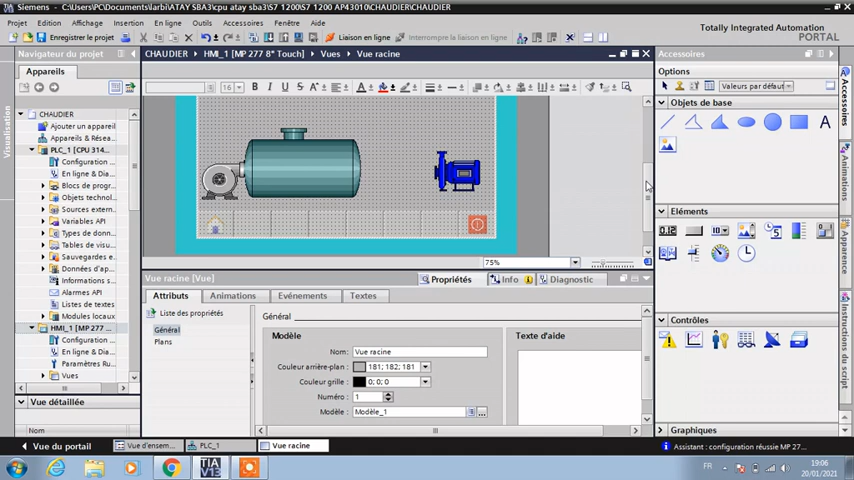 Siemens - C:\Users\PC\Documents\larbi\ATAY SBA3\cpu atay sba3\S7 1200\S7 1200 AP43010\CHAUDIER\CHAUDIER
Projet Edition Affichage Insertion En ligne Outils Accessoires Fenêtre Aide
Totally Integrated Automation
PORTAL
Enregistrer le projet
Liaison en ligne
Interrompre la liaison en ligne
Navigateur du projet
CHAUDIER
HMI_1 [MP 277 8" Touch]
Vues
Vue racine
Accessoires
Appareils
Options
Valeurs par défaut
Objets de base
CHAUDIER
Ajouter un appareil
Appareils & Résea..
PLC_1 [CPU 314...
Configuration ...
En ligne & Diag...
Blocs de progr...
Objets technol...
Sources extern...
Variables API
Types de donn...
Tables de visu...
Sauvegardes e...
Données d'apa...
Informations s...
Alarmes API
Listes de textes
Modules locaux
HMI_1 [MP 277 ...
Configuration ...
En ligne & Dia...
Paramètres Ru...
Vues
Visualisation
16
A
Eléments
0.12
10
5
Contrôles
Graphiques
Accessoires
Animations
Apparence
Instructions du script
75%
Vue racine [Vue]
Propriétés
Info
Diagnostic
Attributs
Animations
Evénements
Textes
Liste des propriétés
Général
Plans
Général
Modèle
Texte d'aide
Nom: Vue racine
Couleur arrière-plan : 181; 182; 181
Couleur grille : 0; 0; 0
Numéro : 1
Modèle : Modèle_1
Vue détaillée
Vue du portail
Vue d'ensem...
PLC_1
Vue racine
Assistant : configuration réussie MP 27...
TIA
V13
FR
19:06
20/01/2021